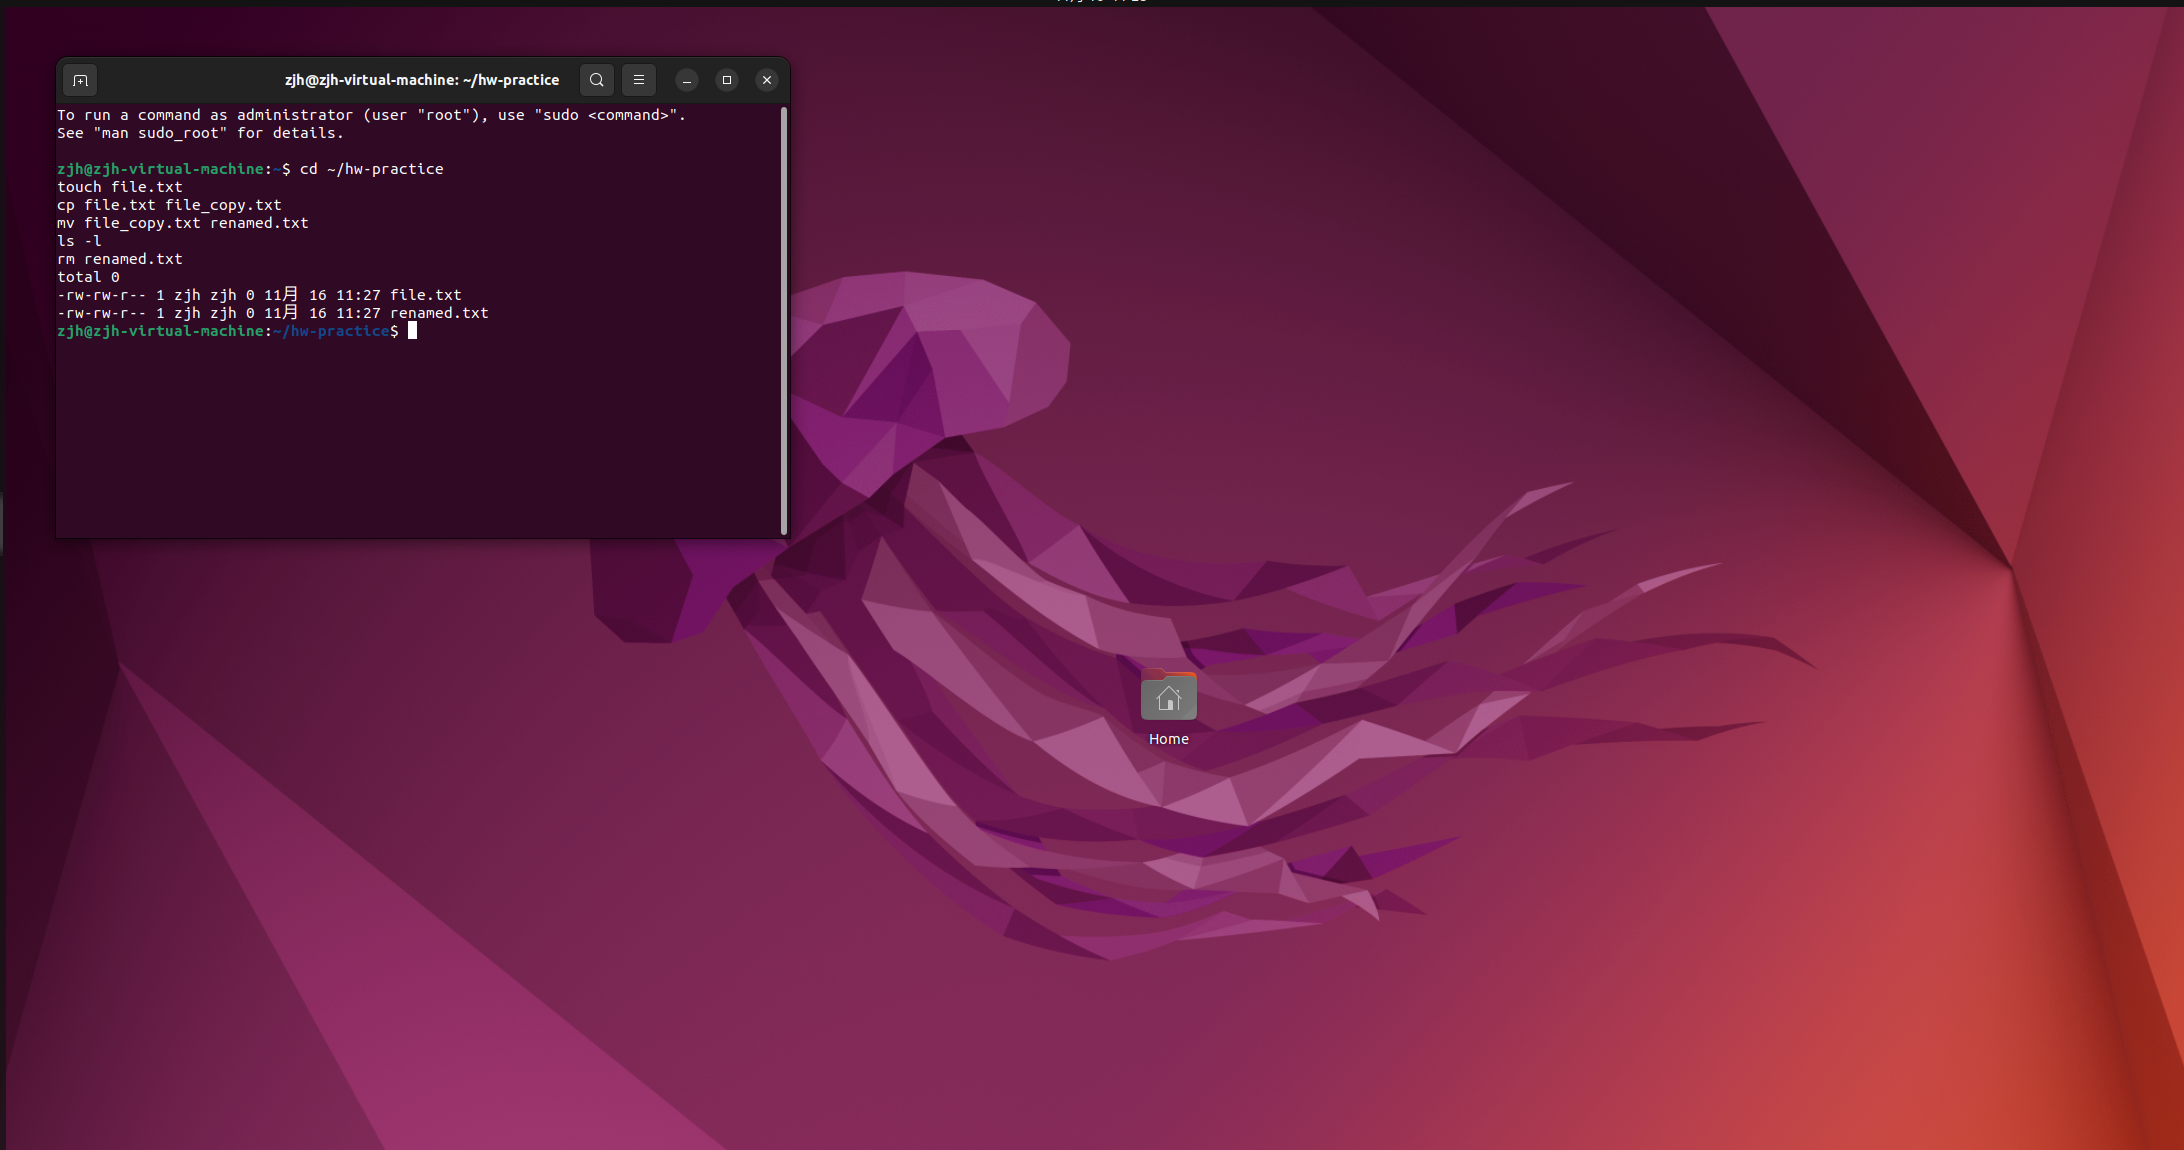 zjh@zjh-virtual-machine: ~/hw-practice
To run a command as administrator (user "root"), use "sudo <command>".
See "man sudo_root" for details.
zjh@zjh-virtual-machine:~$ cd ~/hw-practice
touch file.txt
cp file.txt file_copy.txt
mv file_copy.txt renamed.txt
ls -l
rm renamed.txt
total 0
-rw-rw-r-- 1 zjh zjh 0 11月 16 11:27 file.txt
-rw-rw-r-- 1 zjh zjh 0 11月 16 11:27 renamed.txt
zjh@zjh-virtual-machine:~/hw-practice$
Home